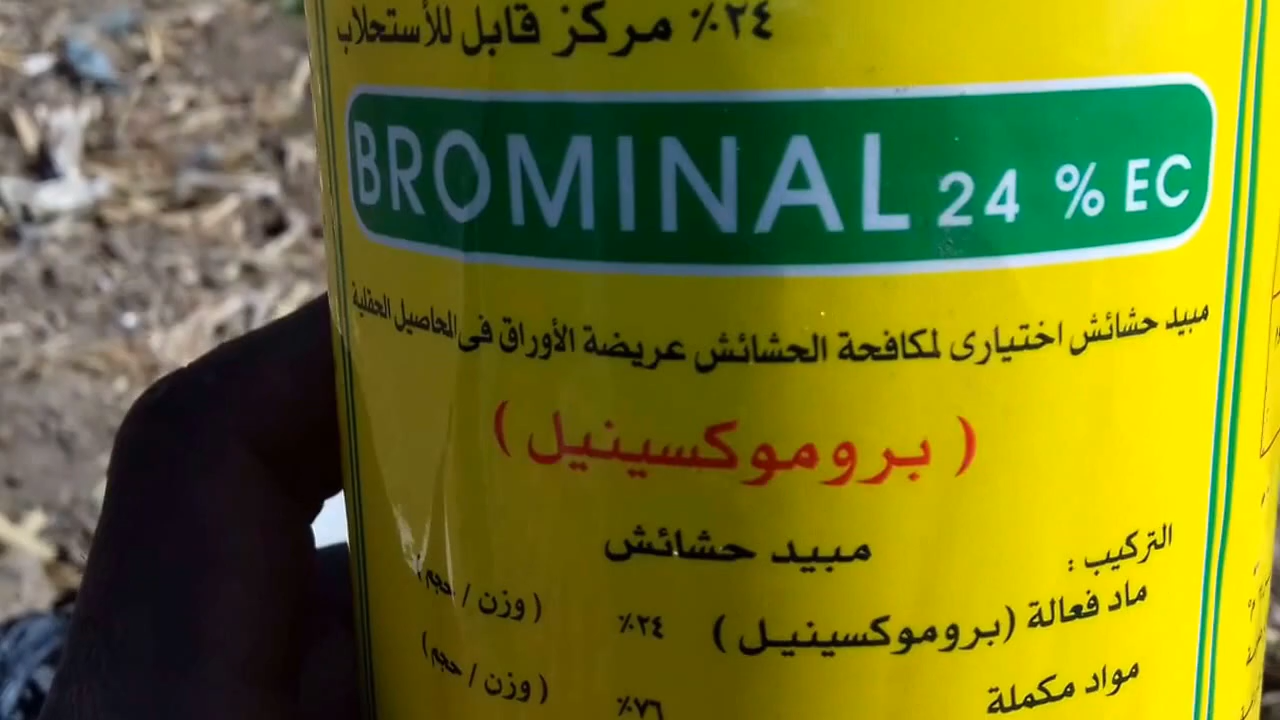 ٢٤٪ مركز قابل للأستحلاب
BROMINAL 24 % EC
مبيد حشائش اختيارى لمكافحة الحشائش عريضة الأوراق فى المحاصيل الحقلية
( بروموكسينيل )
مبيد حشائش
التركيب :
ماد فعالة (بروموكسينيل ) ٢٤٪ ( وزن / حجم )
مواد مكملة ٧٦٪ ( وزن / حجم )